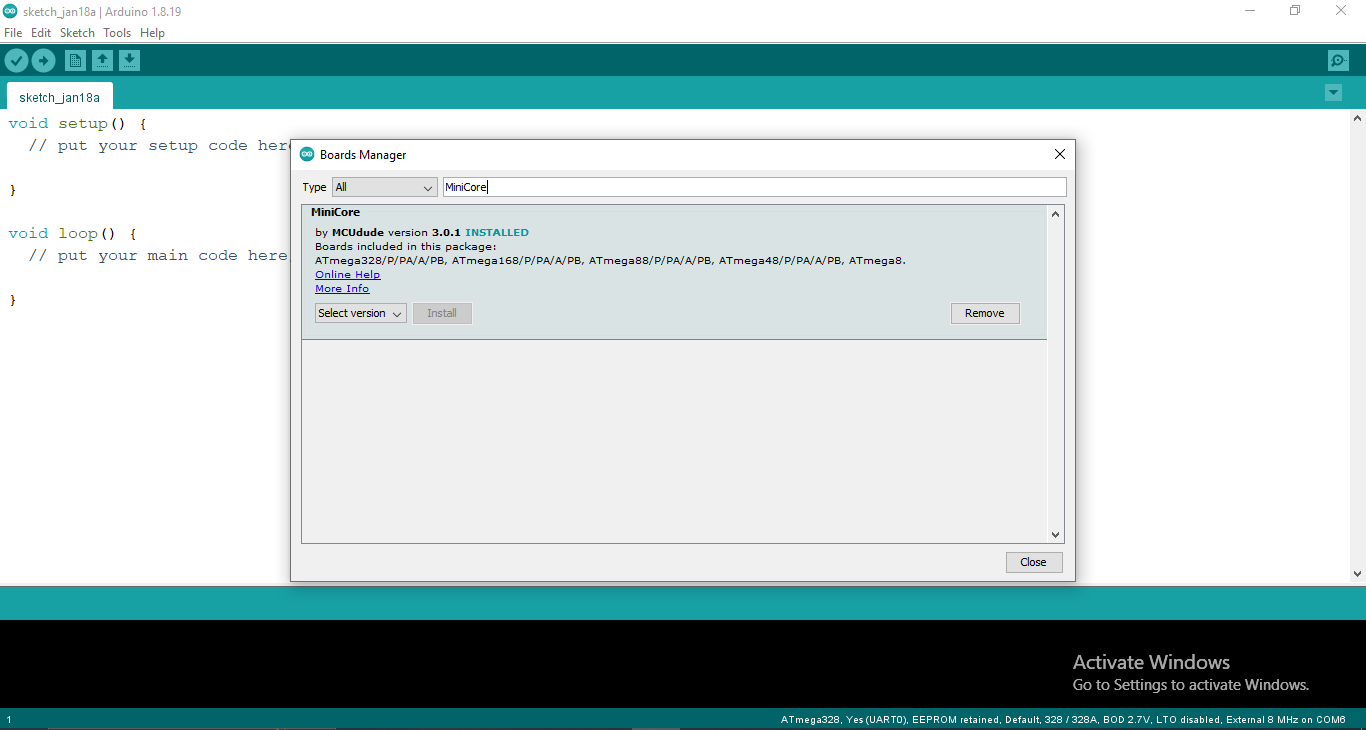 sketch_jan18a | Arduino 1.8.19
File Edit Sketch Tools Help
sketch_jan18a
void setup() {
// put your setup code her
}
void loop() {
// put your main code here
}
Boards Manager
Type All MiniCore
MiniCore
by MCUdude version 3.0.1 INSTALLED
Boards included in this package:
ATmega328/P/PA/A/PB, ATmega168/P/PA/A/PB, ATmega88/P/PA/A/PB, ATmega48/P/PA/A/PB, ATmega8.
Online Help
More Info
Select version Install Remove
Close
Activate Windows
Go to Settings to activate Windows.
1 ATmega328, Yes (UART0), EEPROM retained, Default, 328 / 328A, BOD 2.7V, LTO disabled, External 8 MHz on COM6